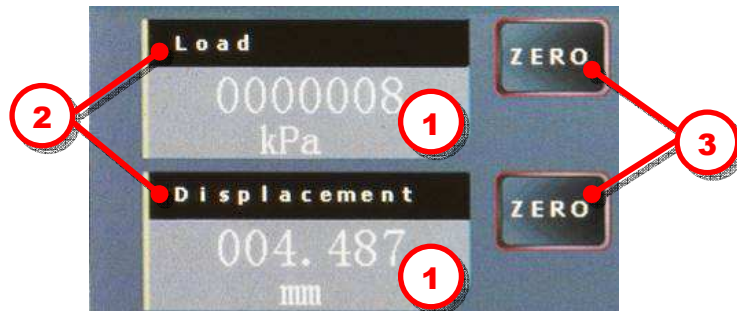 Load
ZERO
0000008
kPa
1
2
3
Displacement
ZERO
004.487
mm
1